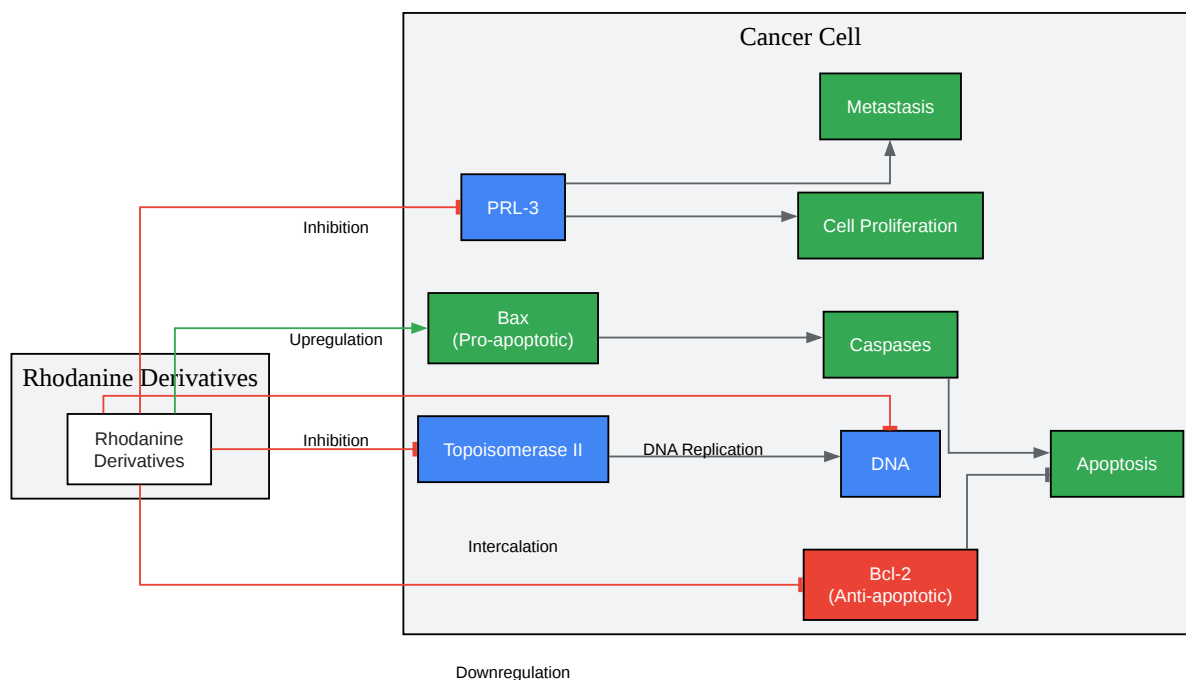 Cancer Cell
Metastasis
PRL-3
Inhibition
Cell Proliferation
Bax
(Pro-apoptotic)
Upregulation
Caspases
Rhodanine Derivatives
Rhodanine
Derivatives
Inhibition
Topoisomerase II
DNA Replication
DNA
Apoptosis
Intercalation
Bcl-2
(Anti-apoptotic)
Downregulation